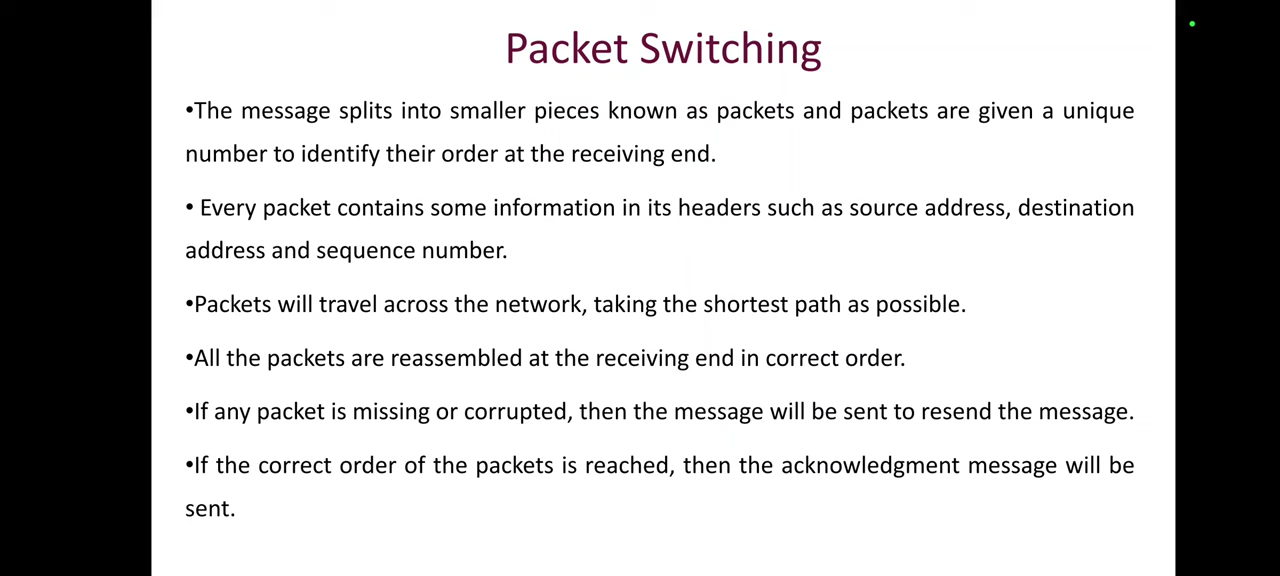 Packet Switching
•The message splits into smaller pieces known as packets and packets are given a unique
number to identify their order at the receiving end.
• Every packet contains some information in its headers such as source address, destination
address and sequence number.
•Packets will travel across the network, taking the shortest path as possible.
•All the packets are reassembled at the receiving end in correct order.
•If any packet is missing or corrupted, then the message will be sent to resend the message.
•If the correct order of the packets is reached, then the acknowledgment message will be
sent.